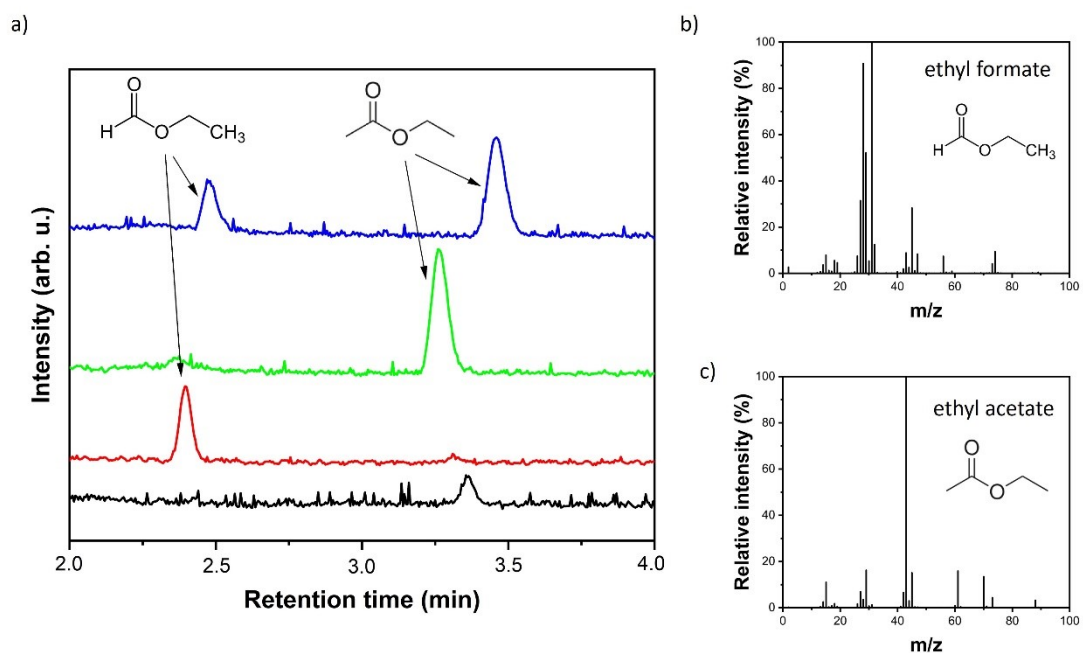 a)
O
H
O
CH3
O
O
Intensity (arb. u.)
2.0
2.5
3.0
3.5
4.0
Retention time (min)
b)
100
80
60
40
20
0
Relative intensity (%)
ethyl formate
O
H
O
CH3
0
20
40
60
80
100
m/z
c)
100
80
60
40
20
0
Relative intensity (%)
ethyl acetate
O
O
0
20
40
60
80
100
m/z